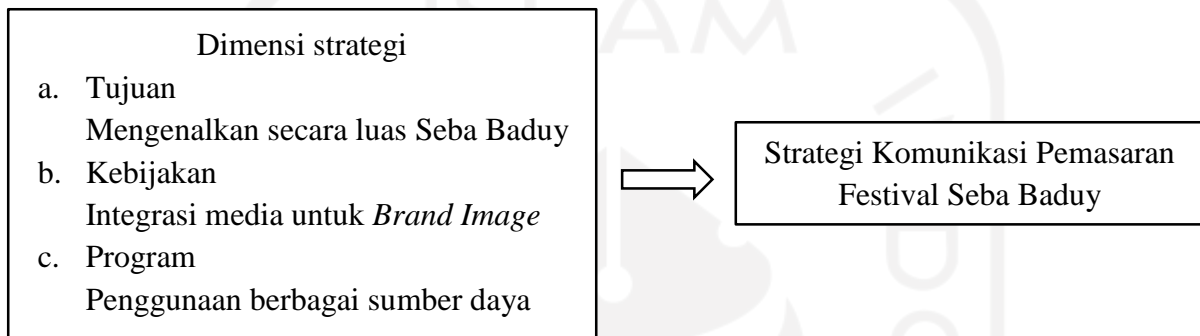 Dimensi strategi
a. Tujuan
Mengenalkan secara luas Seba Baduy
b. Kebijakan
Integrasi media untuk Brand Image
c. Program
Penggunaan berbagai sumber daya
Strategi Komunikasi Pemasaran
Festival Seba Baduy